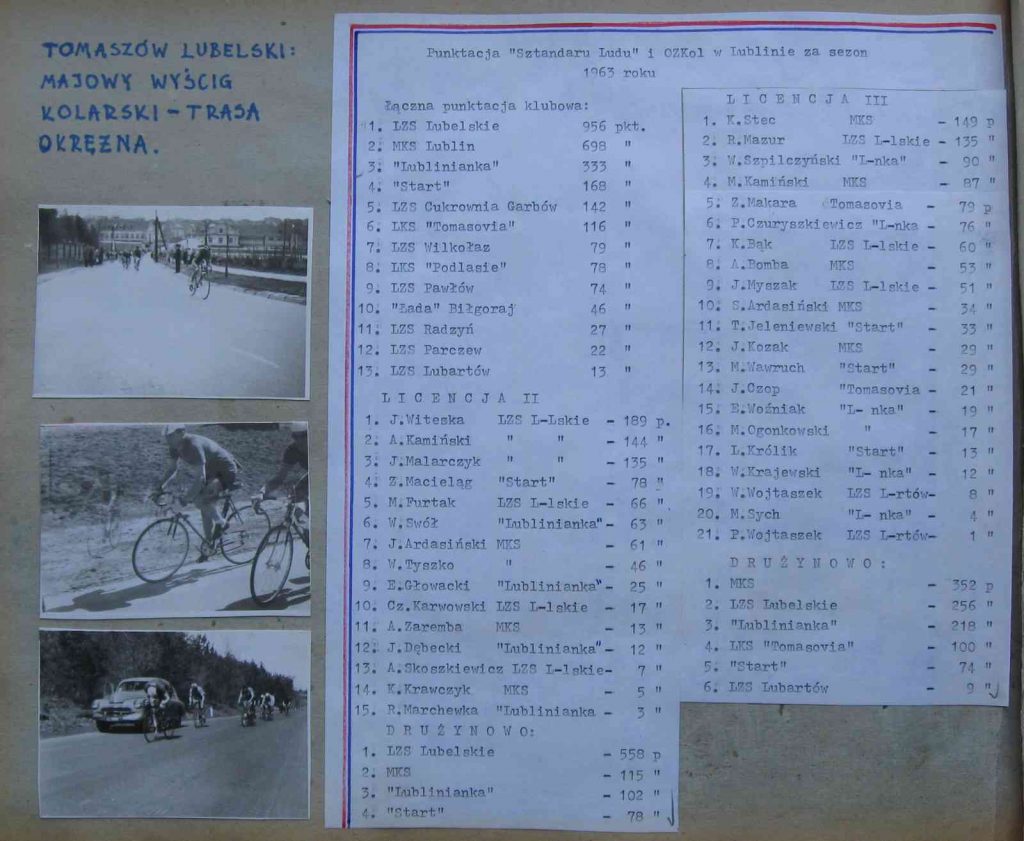 TOMASZÓW LUBELSKI:
MAJOWY WYŚCIG
KOLARSKI – TRASA
OKRĘŻNA.
Punktacja "Sztandaru Ludu" i OZKol w Lublinie za sezon
1963 roku
Łączna punktacja klubowa:
1. LZS Lubelskie 956 pkt.
2. MKS Lublin 698 "
3. "Lublinianka" 333 "
4. "Start" 168 "
5. LZS Cukrownia Garbów 142 "
6. LKS "Tomasovia" 116 "
7. LZS Wilkołaz 79 "
8. LKS "Podlasie" 78 "
9. LZS Pawłów 74 "
10. "Łada" Biłgoraj 46 "
11. LZS Radzyń 27 "
12. LZS Parczew 22 "
13. LZS Lubartów 13 "
L I C E N C J A II
1. J.Witeska LZS L-Lskie - 189 p.
2. A.Kamiński " " - 144 "
3. J.Malarczyk " " - 135 "
4. Z.Macieląg "Start" - 78 "
5. M.Furtak LZS L-lskie - 66 "
6. W.Swół "Lublinianka"- 63 "
7. J.Ardasiński MKS - 61 "
8. W.Tyszko " - 46 "
9. E.Głowacki "Lublinianka"- 25 "
10. Cz.Karwowski LZS L-lskie - 17 "
11. A.Zaremba MKS - 13 "
12. J.Dębecki "Lublinianka"- 12 "
13. A.Skoszkiewicz LZS L-lskie- 7 "
14. K.Krawczyk MKS - 5 "
15. R.Marchewka "Lublinianka - 3 "
D R U Ż Y N O W O:
1. LZS Lubelskie - 558 p
2. MKS - 115 "
3. "Lublinianka" - 102 "
4. "Start" - 78 "
L I C E N C J A III
1. K.Stec MKS - 149 p
2. R.Mazur LZS L-lskie - 135 "
3. W.Szpilczyński "L-nka" - 90 "
4. M.Kamiński MKS - 87 "
5. Z.Makara Tomasovia - 79 p
6. P.Czuryszkiewicz "L-nka - 76 "
7. K.Bąk LZS L-lskie - 60 "
8. A.Bomba MKS - 53 "
9. J.Myszak LZS L-lskie - 51 "
10. S.Ardasiński MKS - 34 "
11. T.Jeleniewski "Start" - 33 "
12. J.Kozak MKS - 29 "
13. M.Wawruch "Start" - 29 "
14. J.Czop "Tomasovia - 21 "
15. E.Woźniak "L- nka" - 19 "
16. M.Ogonkowski " - 17 "
17. L.Królik "Start" - 13 "
18. W.Krajewski "L- nka" - 12 "
19. W.Wojtaszek LZS L-rtów- 8 "
20. M.Sych "L- nka" - 4 "
21. P.Wojtaszek LZS L-rtów- 1 "
D R U Ż Y N O W O :
1. MKS - 352 p
2. LZS Lubelskie - 256 "
3. "Lublinianka" - 218 "
4. LKS "Tomasovia" - 100 "
5. "Start" - 74 "
6. LZS Lubartów - 9 "